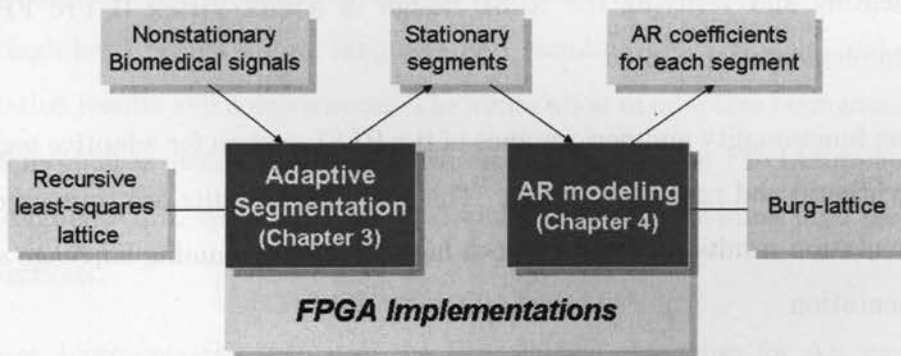 Nonstationary
Biomedical signals
Stationary
segments
AR coefficients
for each segment
Recursive
least-squares
lattice
Adaptive
Segmentation
(Chapter 3)
AR modeling
(Chapter 4)
Burg-lattice
FPGA Implementations